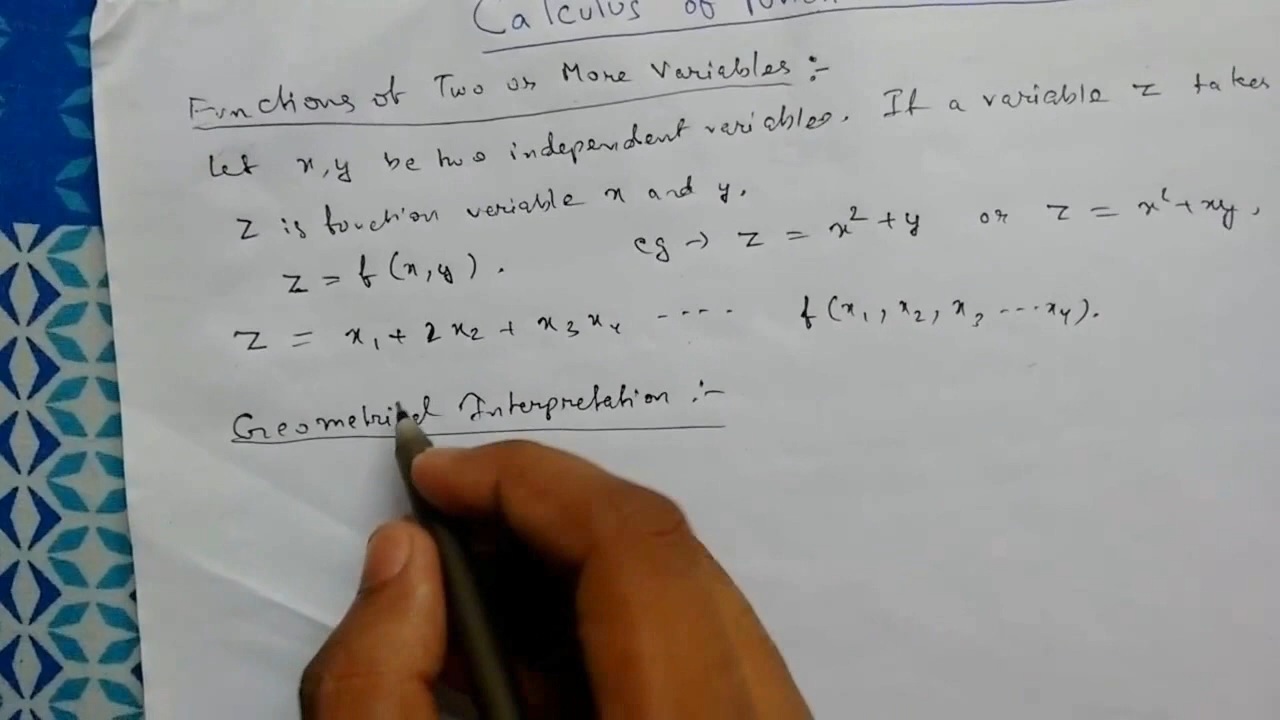 Calculus of
Functions of Two or More Variables :-
Let x,y be two independent variables. If a variable z takes
z is function veriable x and y.
z = f(x,y). eg → z = x² + y or z = x² + xy,
z = x₁ + 2x₂ + x₃x₄ ---- f(x₁, x₂, x₃ ---x₄).
Geometrical Interpretation :-